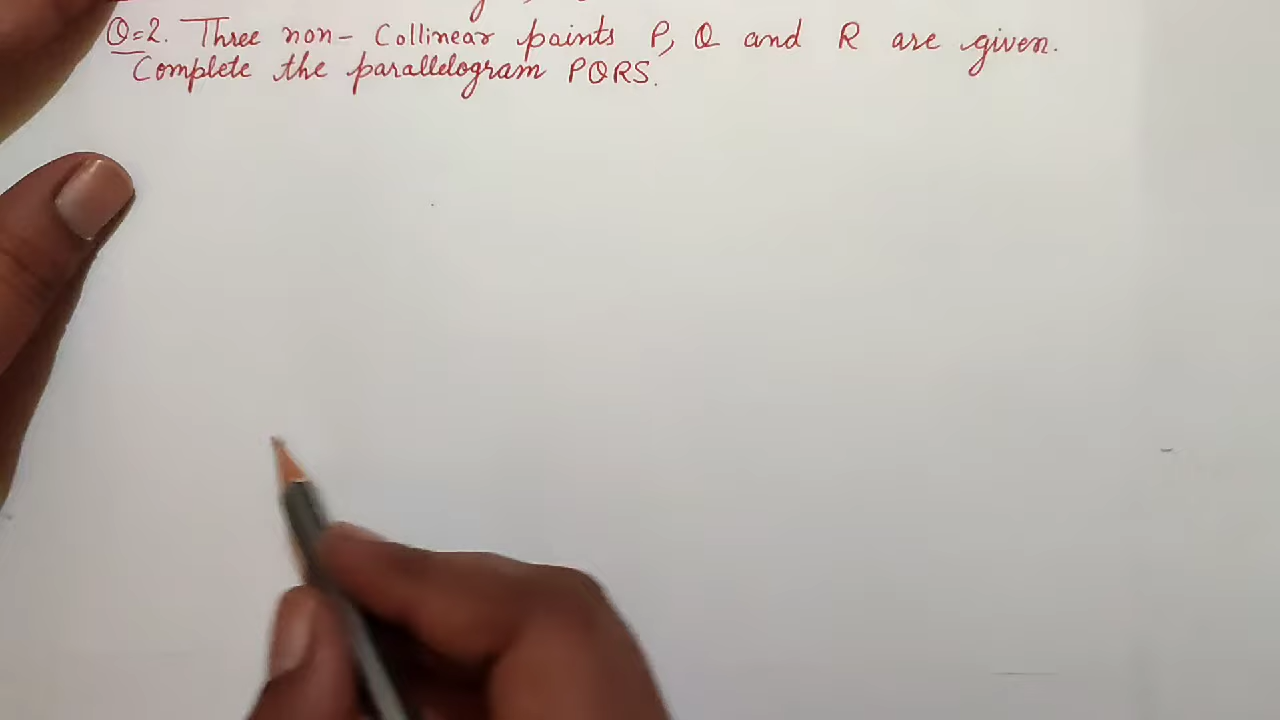 Q=2. Three non- Collinear points P, Q and R are given.
Complete the parallelogram PQRS.